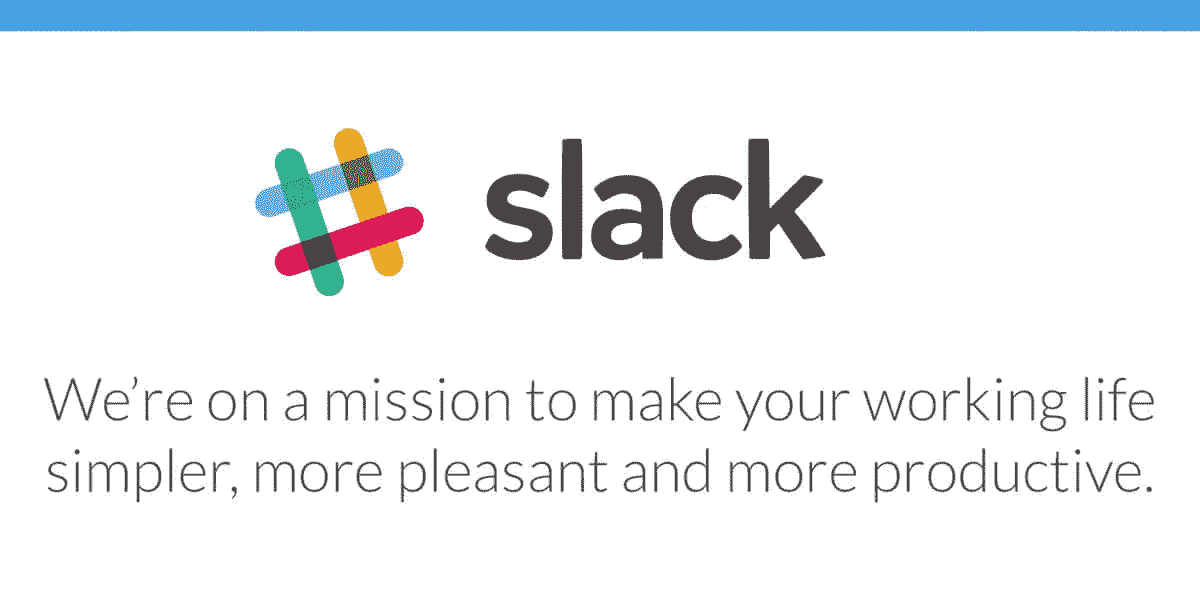 slack
We’re on a mission to make your working life
simpler, more pleasant and more productive.